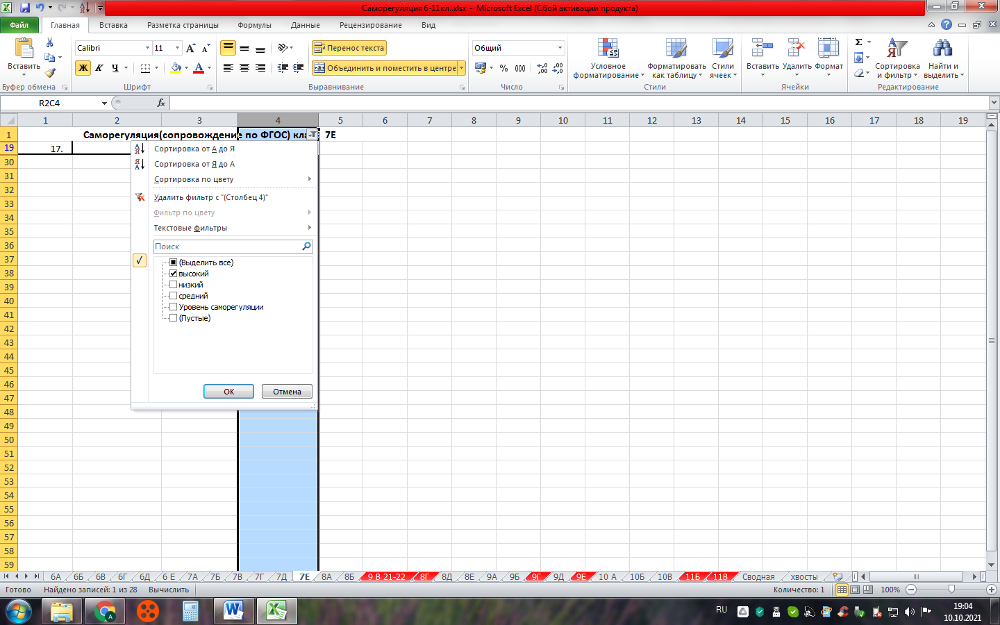 Саморегуляция 6-11кл..xlsx - Microsoft Excel (Сбой активации продукта)
Файл Главная Вставка Разметка страницы Формулы Данные Рецензирование Вид
Вставить
Буфер обмена
Calibri 11
Ж К Ч
Шрифт
Перенос текста
Объединить и поместить в центре
Выравнивание
Общий
% 000
Число
Условное форматирование
Форматировать как таблицу
Стили ячеек
Стили
Вставить Удалить Формат
Ячейки
Σ
Сортировка и фильтр
Найти и выделить
Редактирование
R2C4 fx
1 2 3 4 5 6 7 8 9 10 11 12 13 14 15 16 17 18 19
1 Саморегуляция(сопровождение по ФГОС) кла 7Е
19 17.
30
31
32
33
34
35
36
37
38
39
40
41
42
43
44
45
46
47
48
49
50
51
52
53
54
55
56
57
58
59
Сортировка от А до Я
Сортировка от Я до А
Сортировка по цвету
Удалить фильтр с "(Столбец 4)"
Фильтр по цвету
Текстовые фильтры
Поиск
(Выделить все)
высокий
низкий
средний
Уровень саморегуляции
(Пустые)
ОК Отмена
6А 6Б 6В 6Г 6Д 6 Е 7А 7Б 7В 7Г 7Д 7Е 8А 8Б 9 В 21-22 8Г 8Д 8Е 9А 9Б 9Г 9Д 9Е 10 А 10Б 10В 11Б 11В Сводная хвосты
Готово Найдено записей: 1 из 28 Вычислить Количество: 1 100%
RU 19:04
10.10.2021